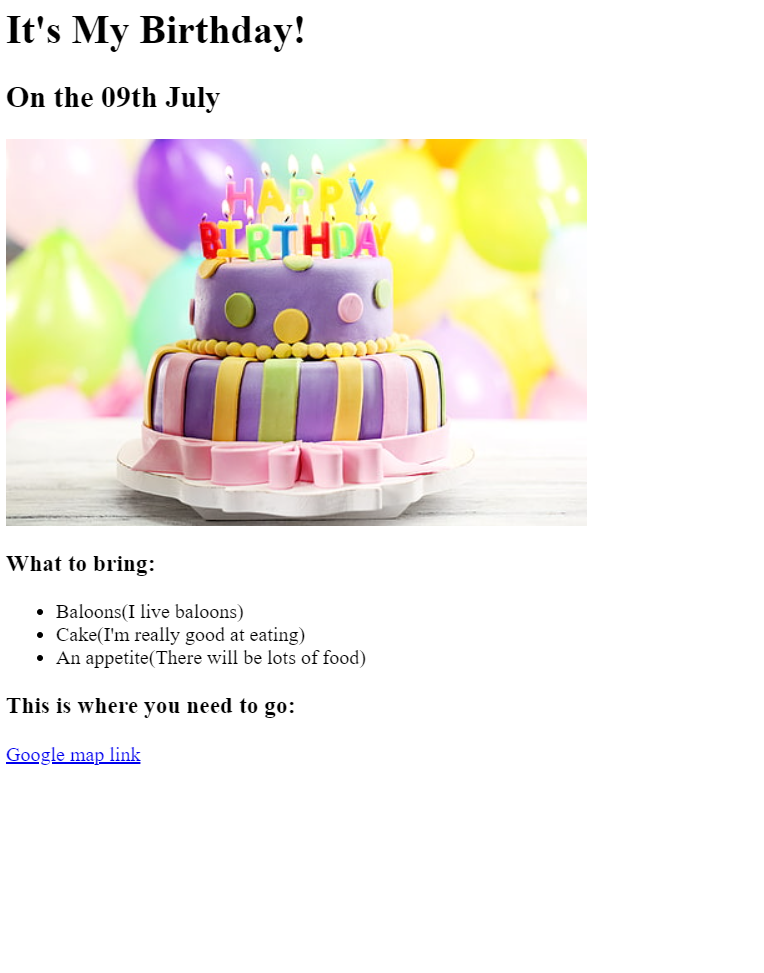 It's My Birthday!
On the 09th July
HAPPY
BIRTHDAY
What to bring:
Baloons(I live baloons)
Cake(I'm really good at eating)
An appetite(There will be lots of food)
This is where you need to go:
Google map link